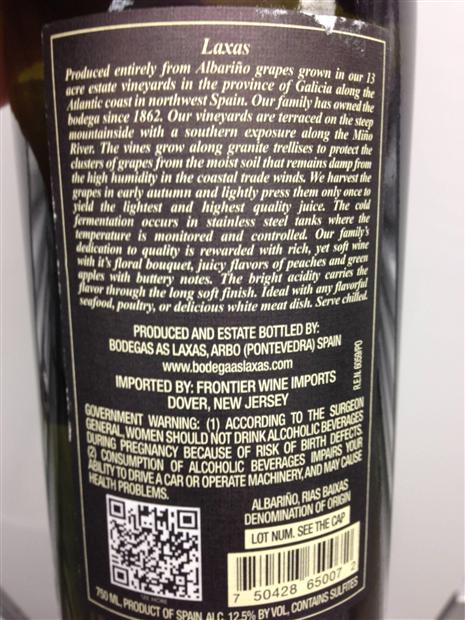 Laxas
Produced entirely from Albariño grapes grown in our 13
acre estate vineyards in the province of Galicia along the
Atlantic coast in northwest Spain. Our family has owned the
bodega since 1862. Our vineyards are terraced on the steep
mountainside with a southern exposure along the Miño
River. The vines grow along granite trellises to protect the
clusters of grapes from the moist soil that remains damp from
the high humidity in the coastal trade winds. We harvest the
grapes in early autumn and lightly press them only once to
yield the lightest and highest quality juice. The cold
fermentation occurs in stainless steel tanks where the
temperature is monitored and controlled. Our family's
dedication to quality is rewarded with rich, yet soft wine
with it's floral bouquet, juicy flavors of peaches and green
apples with buttery notes. The bright acidity carries the
flavor through the long soft finish. Ideal with any flavorful
seafood, poultry, or delicious white meat dish. Serve chilled.
PRODUCED AND ESTATE BOTTLED BY:
BODEGAS AS LAXAS, ARBO (PONTEVEDRA) SPAIN
www.bodegaaslaxas.com
IMPORTED BY: FRONTIER WINE IMPORTS
DOVER, NEW JERSEY
R.E.N. 6059/PO
GOVERNMENT WARNING: (1) ACCORDING TO THE SURGEON
GENERAL, WOMEN SHOULD NOT DRINK ALCOHOLIC BEVERAGES
DURING PREGNANCY BECAUSE OF RISK OF BIRTH DEFECTS.
(2) CONSUMPTION OF ALCOHOLIC BEVERAGES IMPAIRS YOUR
ABILITY TO DRIVE A CAR OR OPERATE MACHINERY, AND MAY CAUSE
HEALTH PROBLEMS.
ALBARIÑO, RIAS BAIXAS
DENOMINATION OF ORIGIN
LOT NUM. SEE THE CAP
7 50428 65007 2
SEE MORE
750 ML, PRODUCT OF SPAIN, ALC. 12.5% BY VOL, CONTAINS SULFITES